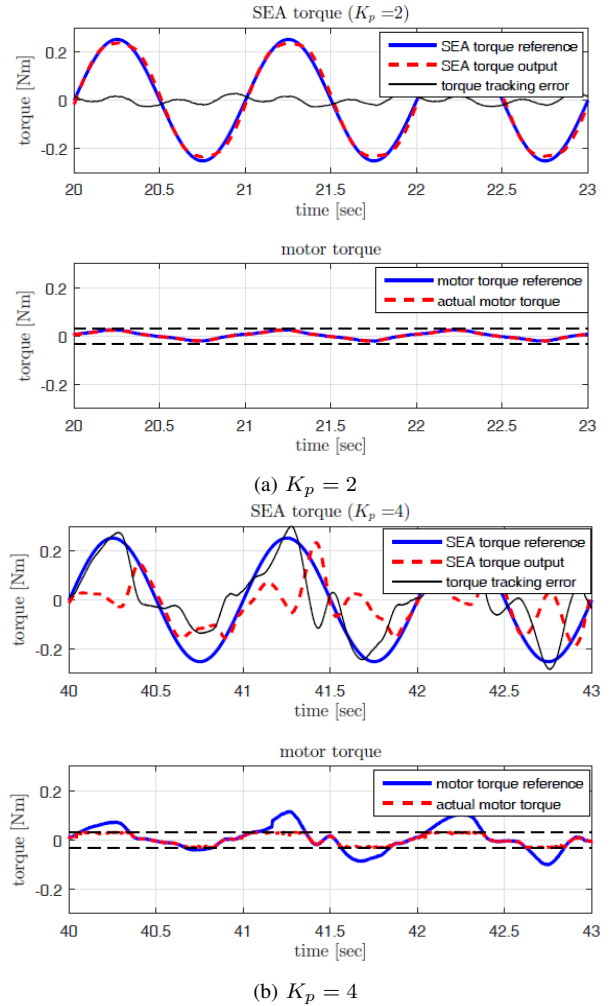 SEA torque (K_p =2)
SEA torque reference
SEA torque output
torque tracking error
torque [Nm]
0.2
0
-0.2
20 20.5 21 21.5 22 22.5 23
time [sec]
motor torque
motor torque reference
actual motor torque
torque [Nm]
0.2
0
-0.2
20 20.5 21 21.5 22 22.5 23
time [sec]
(a) K_p = 2
SEA torque (K_p =4)
SEA torque reference
SEA torque output
torque tracking error
torque [Nm]
0.2
0
-0.2
40 40.5 41 41.5 42 42.5 43
time [sec]
motor torque
motor torque reference
actual motor torque
torque [Nm]
0.2
0
-0.2
40 40.5 41 41.5 42 42.5 43
time [sec]
(b) K_p = 4